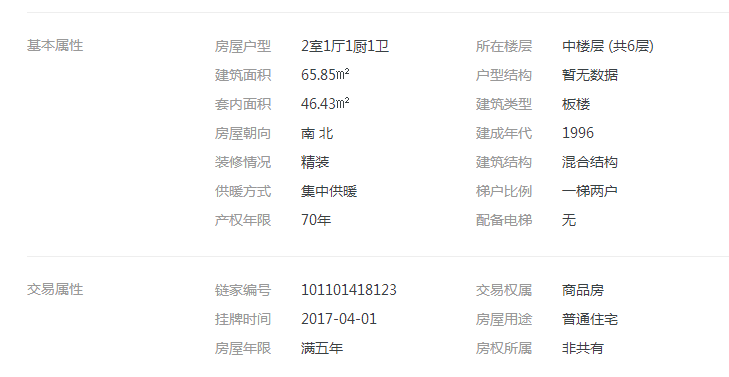 基本属性 房屋户型 2室1厅1厨1卫 所在楼层 中楼层 (共6层)
建筑面积 65.85㎡ 户型结构 暂无数据
套内面积 46.43㎡ 建筑类型 板楼
房屋朝向 南 北 建成年代 1996
装修情况 精装 建筑结构 混合结构
供暖方式 集中供暖 梯户比例 一梯两户
产权年限 70年 配备电梯 无
交易属性 链家编号 101101418123 交易权属 商品房
挂牌时间 2017-04-01 房屋用途 普通住宅
房屋年限 满五年 房权所属 非共有